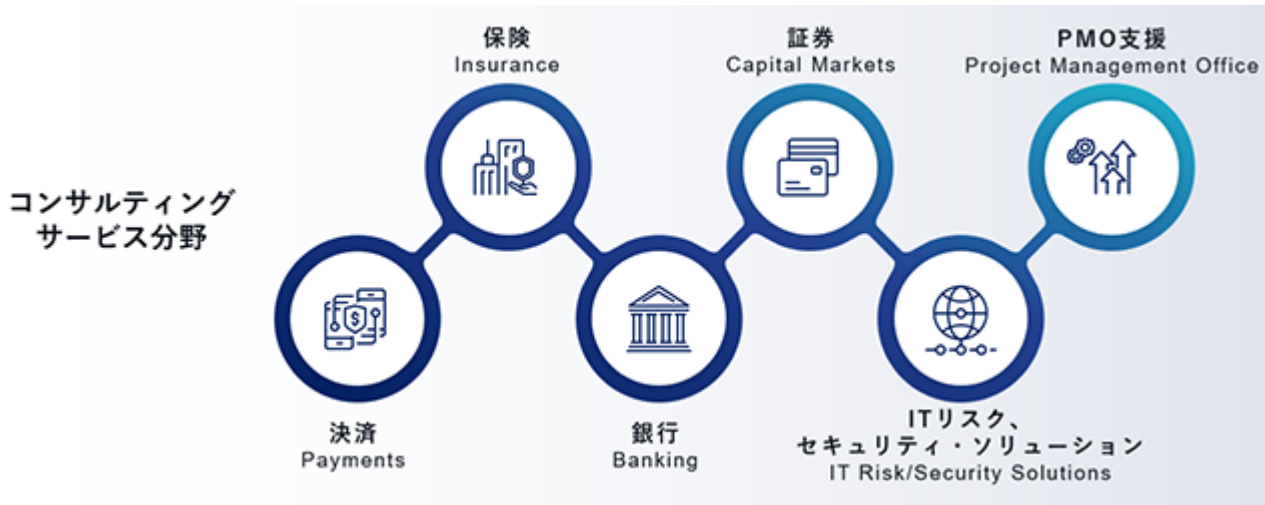 保険
Insurance
証券
Capital Markets
PMO支援
Project Management Office
コンサルティング
サービス分野
$
決済
Payments
銀行
Banking
ITリスク、
セキュリティ・ソリューション
IT Risk/Security Solutions